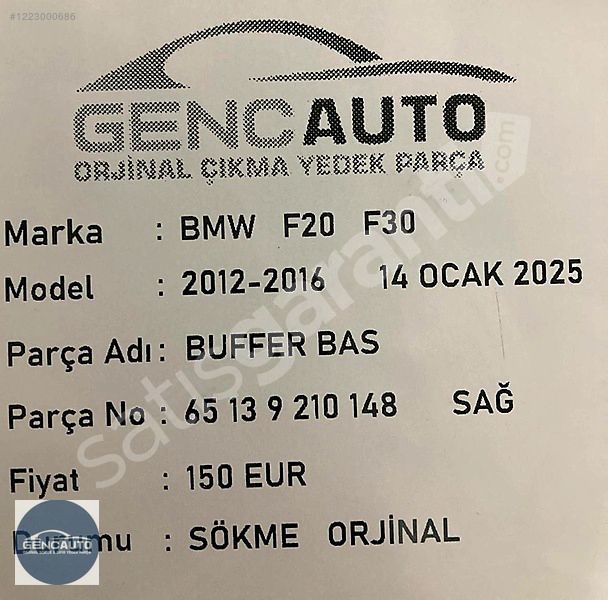 #1223000686
GENCAUTO
ORJİNAL ÇIKMA YEDEK PARÇA
Marka : BMW F20 F30
Model : 2012-2016 14 OCAK 2025
Parça Adı : BUFFER BAS
Parça No : 65 13 9 210 148 SAĞ
Fiyat : 150 EUR
Durumu : SÖKME ORJİNAL
satisgaranti.com
GENCAUTO